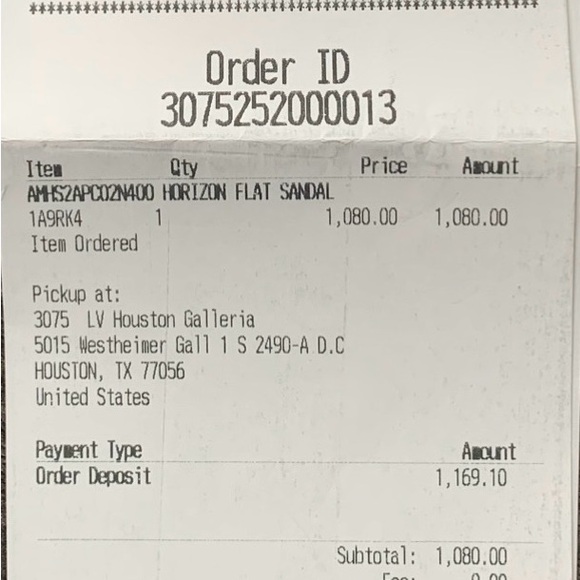 Order ID
3075252000013
Item Qty Price Amount
AMHS2APC02N400 HORIZON FLAT SANDAL
1A9RK4 1 1,080.00 1,080.00
Item Ordered
Pickup at:
3075 LV Houston Galleria
5015 Westheimer Gall 1 S 2490-A D.C
HOUSTON, TX 77056
United States
Payment Type Amount
Order Deposit 1,169.10
Subtotal: 1,080.00